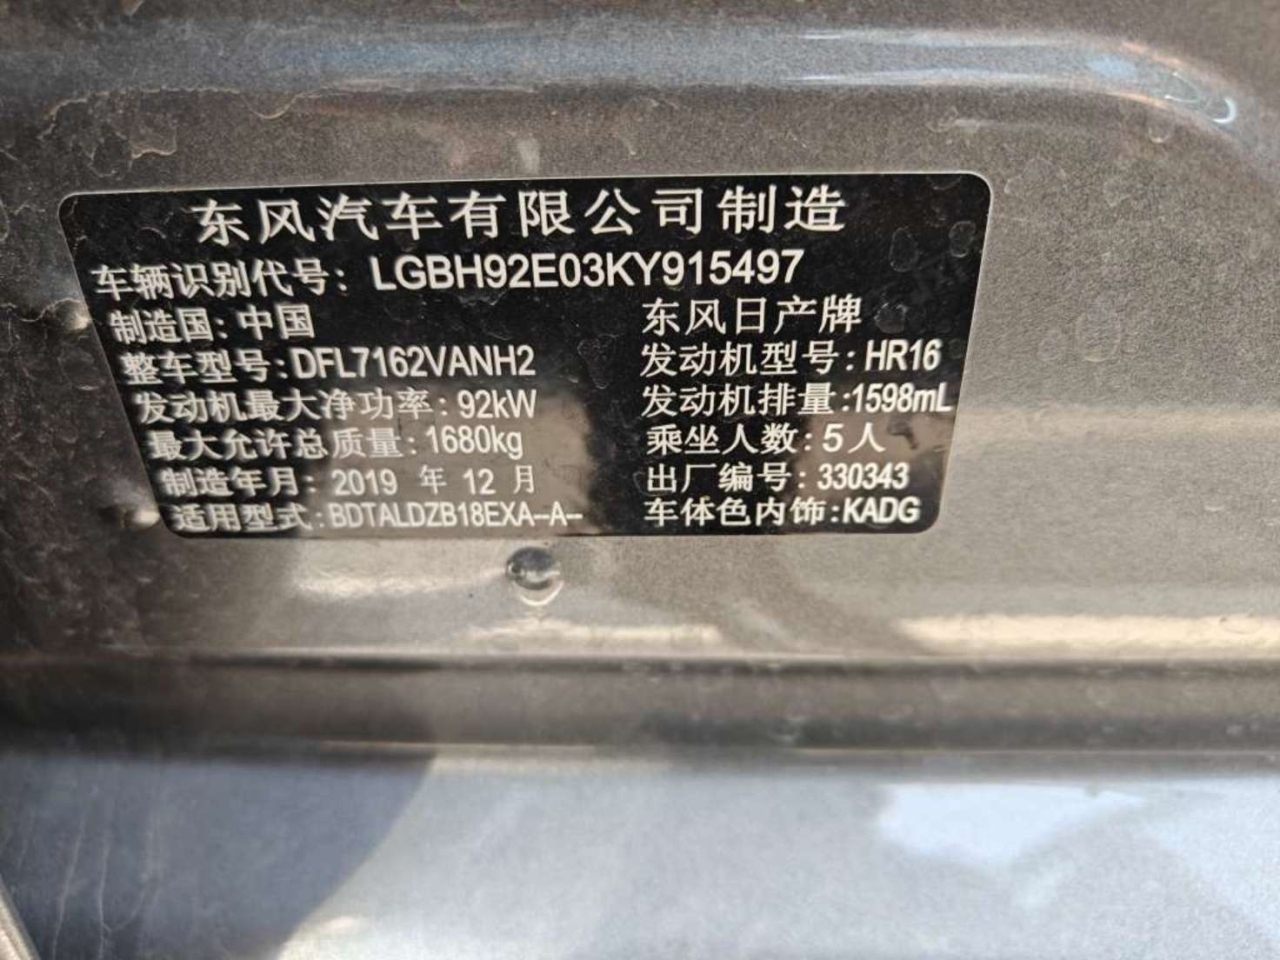 东风汽车有限公司制造
车辆识别代号：LGBH92E03KY915497
制造国：中国 东风日产牌
整车型号：DFL7162VANH2 发动机型号：HR16
发动机最大净功率：92kW 发动机排量：1598mL
最大允许总质量：1680kg 乘坐人数：5人
制造年月：2019 年 12 月 出厂编号：330343
适用型式：BDTALDZB18EXA--A-- 车体色内饰：KADG